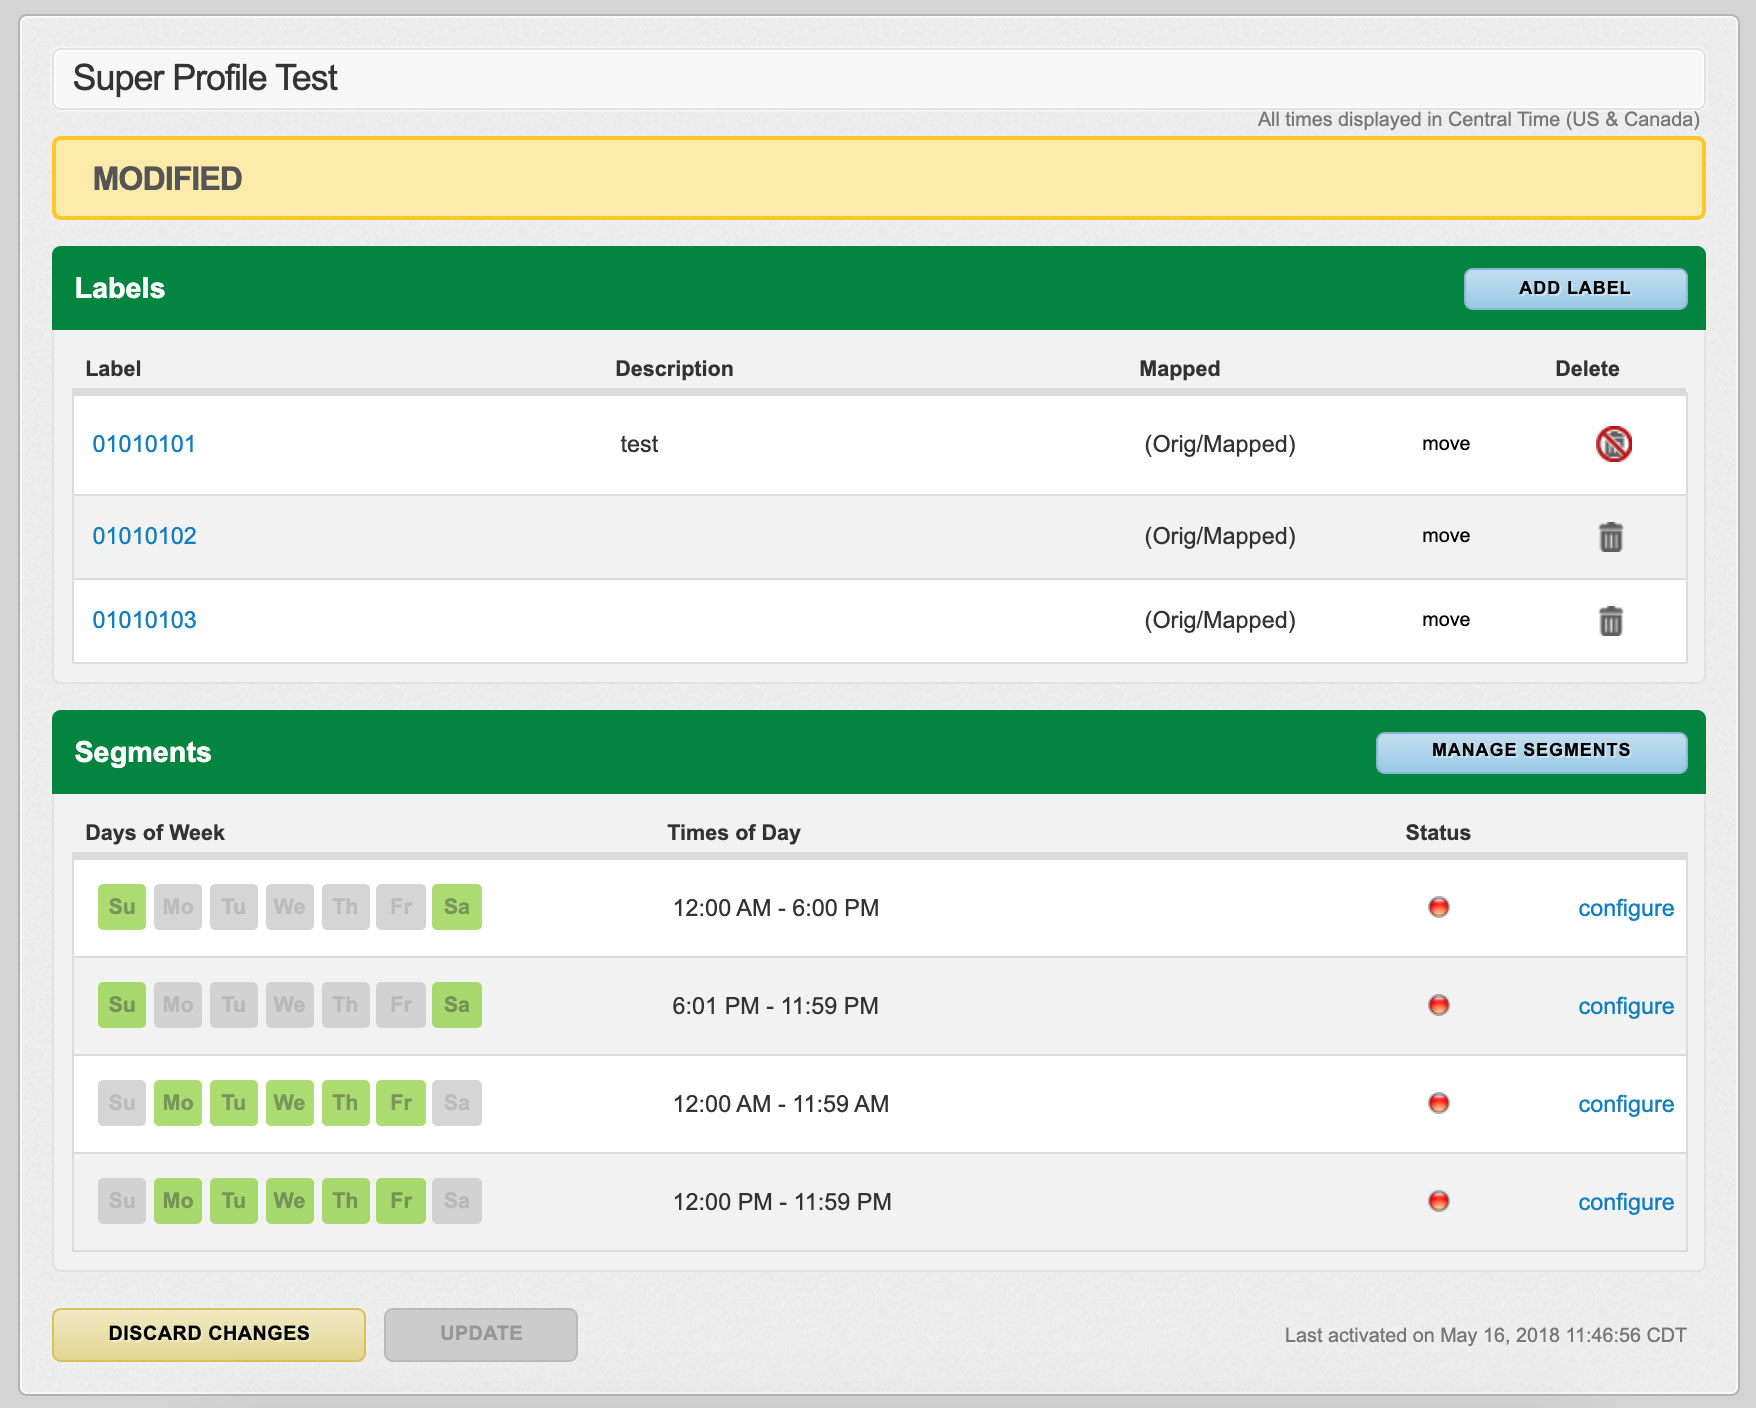 Super Profile Test
All times displayed in Central Time (US & Canada)
MODIFIED
Labels ADD LABEL
Label Description Mapped Delete
01010101 test (Orig/Mapped) move
01010102 (Orig/Mapped) move
01010103 (Orig/Mapped) move
Segments MANAGE SEGMENTS
Days of Week Times of Day Status
Su Mo Tu We Th Fr Sa 12:00 AM - 6:00 PM configure
Su Mo Tu We Th Fr Sa 6:01 PM - 11:59 PM configure
Su Mo Tu We Th Fr Sa 12:00 AM - 11:59 AM configure
Su Mo Tu We Th Fr Sa 12:00 PM - 11:59 PM configure
DISCARD CHANGES UPDATE Last activated on May 16, 2018 11:46:56 CDT